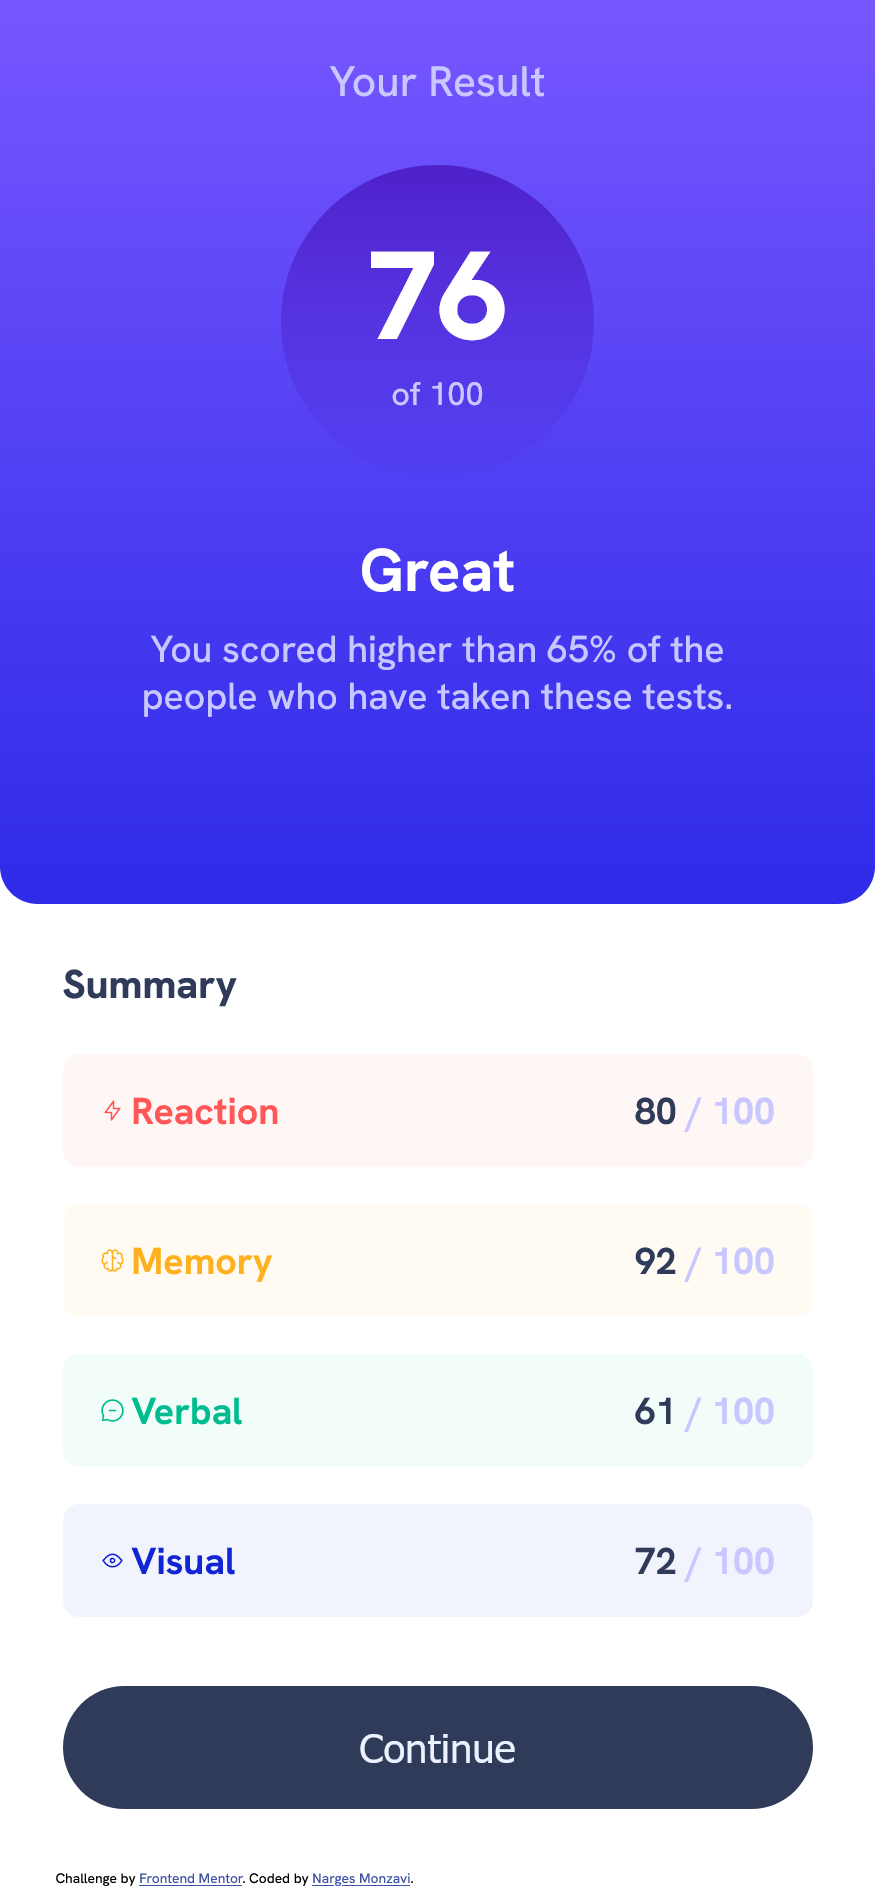 Your Result
76
of 100
Great
You scored higher than 65% of the
people who have taken these tests.
Summary
Reaction 80 / 100
Memory 92 / 100
Verbal 61 / 100
Visual 72 / 100
Continue
Challenge by Frontend Mentor. Coded by Narges Monzavi.